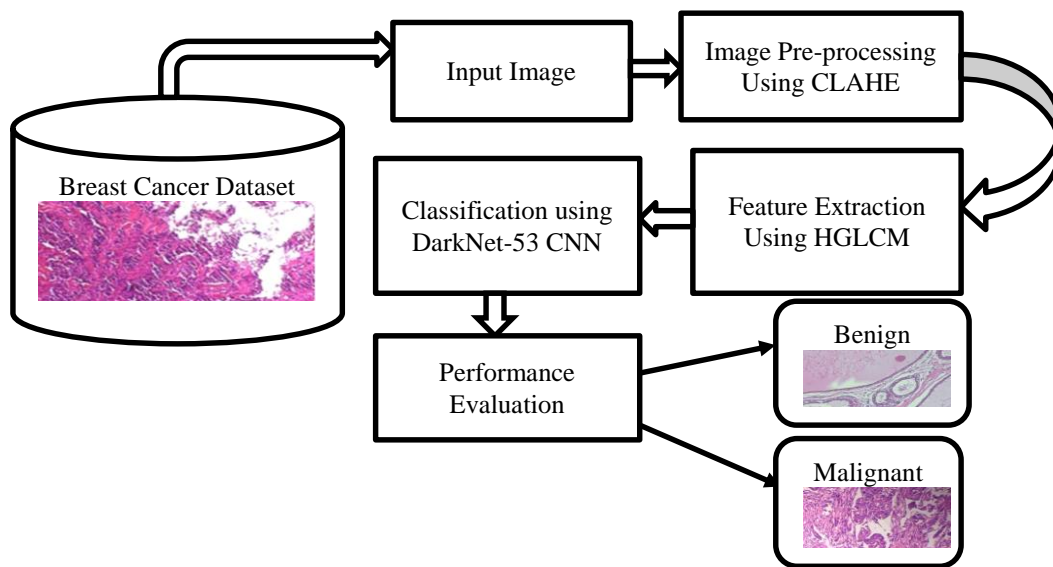 Breast Cancer Dataset
Input Image
Image Pre-processing
Using CLAHE
Feature Extraction
Using HGLCM
Classification using
DarkNet-53 CNN
Performance
Evaluation
Benign
Malignant